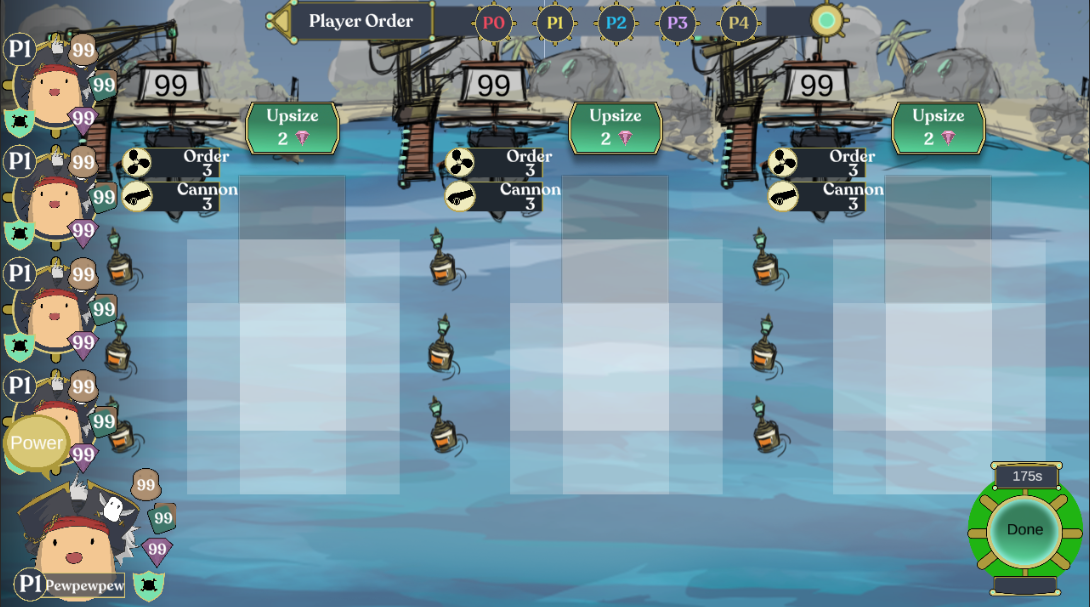 Player Order
P0
P1
P2
P3
P4
P1
99
99
99
P1
99
99
99
P1
99
99
99
P1
99
99
99
Power
99
99
99
P1
Pewpewpew
99
Upsize
2
Order
3
Cannon
3
99
Upsize
2
Order
3
Cannon
3
99
Upsize
2
Order
3
Cannon
3
175s
Done